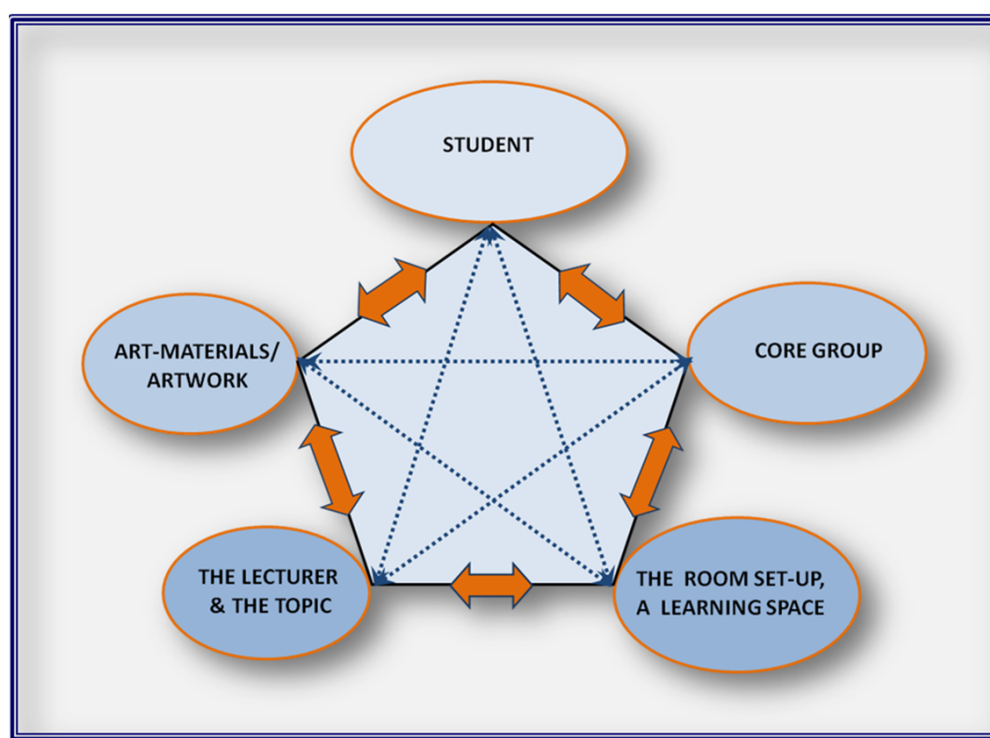 STUDENT
ART-MATERIALS/
ARTWORK
CORE GROUP
THE LECTURER
& THE TOPIC
THE ROOM SET-UP,
A LEARNING SPACE